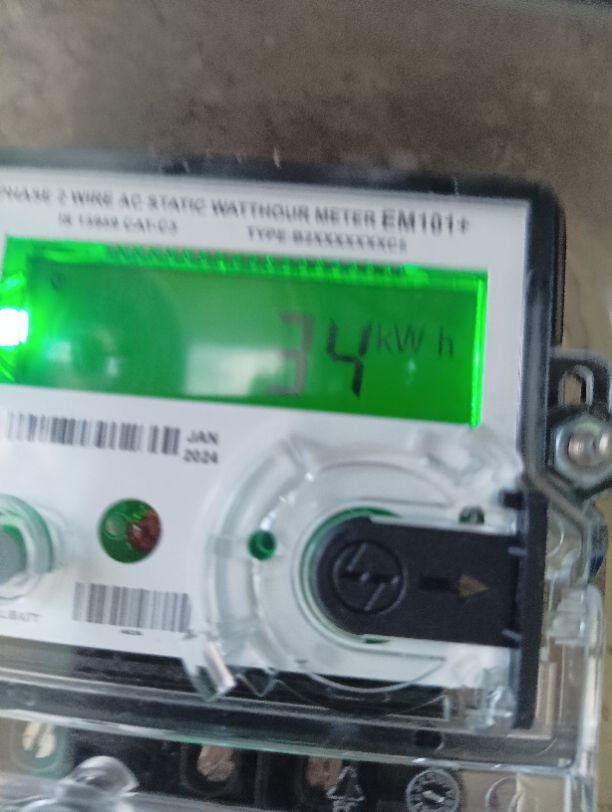 PHASE 2 WIRE AC STATIC WATTHOUR METER EM101+
IS 13779 CAT-C3
34 kWh
JAN
2024